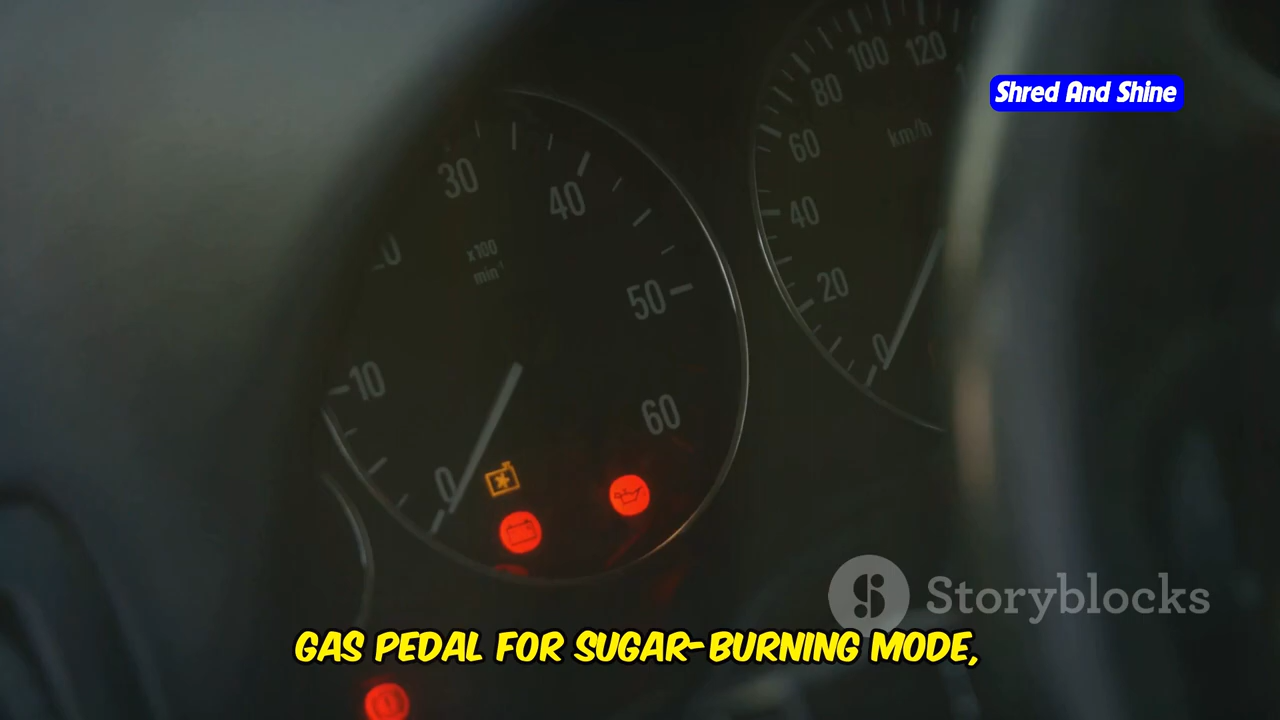 Shred And Shine
30
40
x100
min⁻¹
50
10
60
0
100
120
80
60
km/h
40
20
0
Storyblocks
GAS PEDAL FOR SUGAR-BURNING MODE,